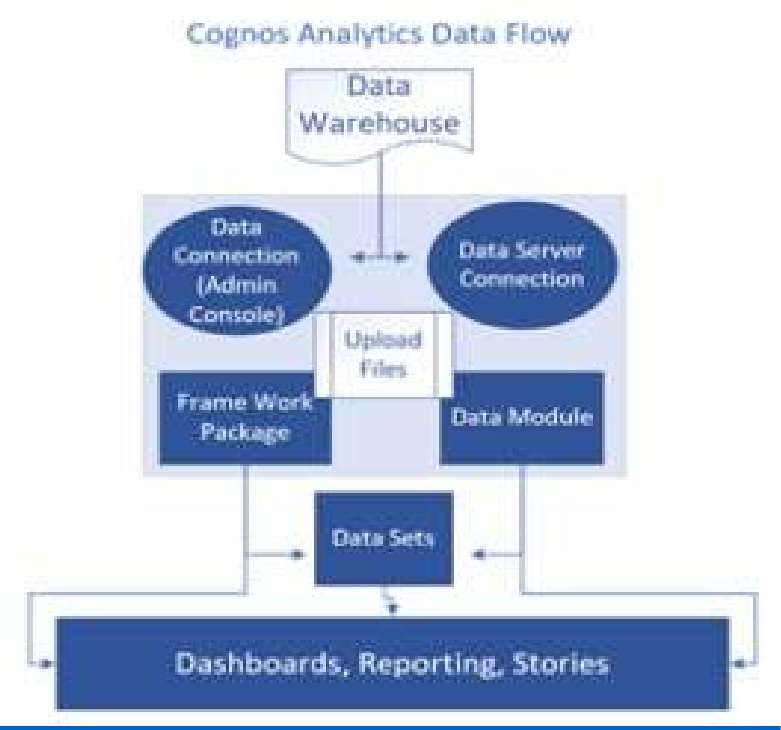 Cognos Analytics Data Flow
Data
Warehouse
Data
Connection
(Admin
Console)
Data Server
Connection
Upload
Files
Frame Work
Package
Data Module
Data Sets
Dashboards, Reporting, Stories